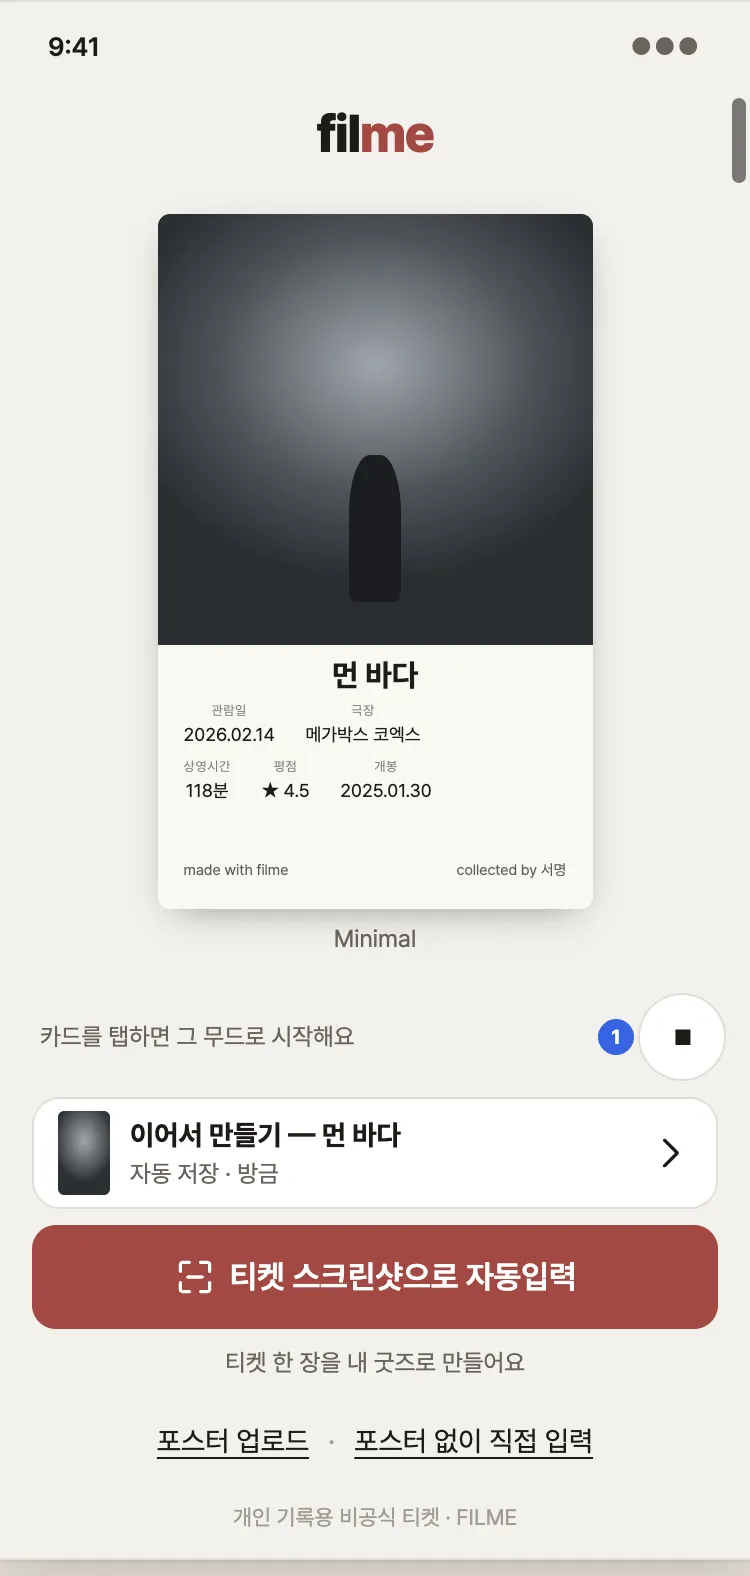 9:41
filme
먼 바다
관람일 극장
2026.02.14 메가박스 코엑스
상영시간 평점 개봉
118분 ★ 4.5 2025.01.30
made with filme collected by 서명
Minimal
카드를 탭하면 그 무드로 시작해요 1
이어서 만들기 — 먼 바다
자동 저장 · 방금
티켓 스크린샷으로 자동입력
티켓 한 장을 내 굿즈로 만들어요
포스터 업로드 · 포스터 없이 직접 입력
개인 기록용 비공식 티켓 · FILME